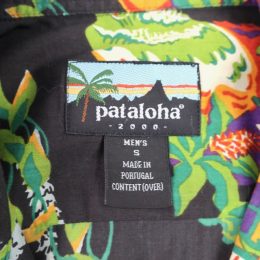 pataloha®
-2000-
MEN'S
S
MADE IN
PORTUGAL
CONTENT (OVER)